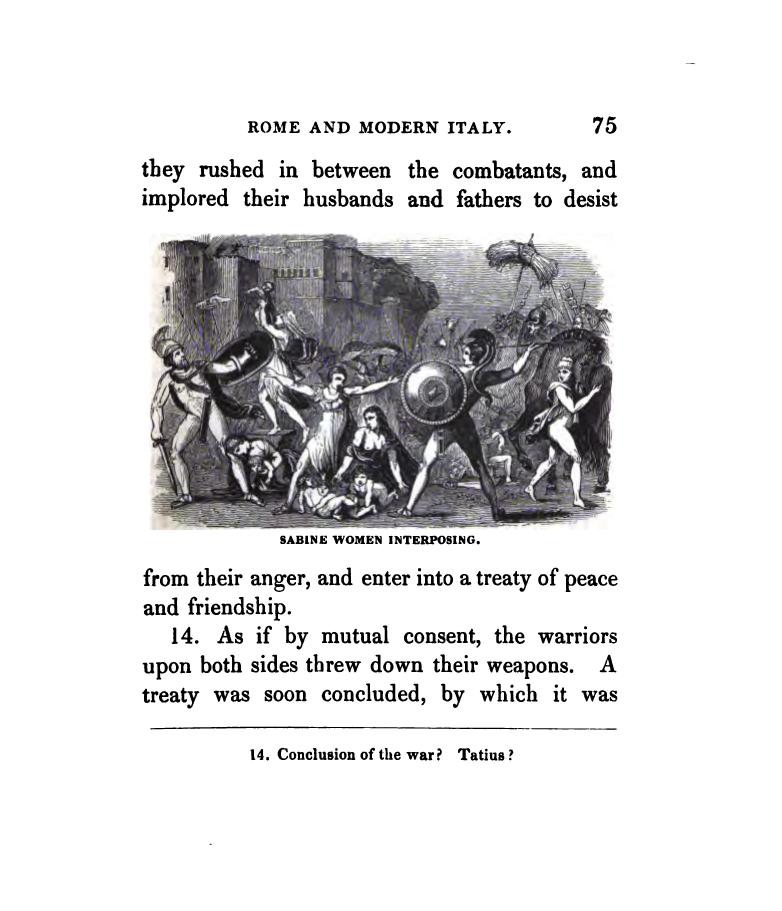 ROME AND MODERN ITALY. 75
they rushed in between the combatants, and
implored their husbands and fathers to desist
SABINE WOMEN INTERPOSING.
from their anger, and enter into a treaty of peace
and friendship.
14. As if by mutual consent, the warriors
upon both sides threw down their weapons. A
treaty was soon concluded, by which it was
14. Conclusion of the war? Tatius?